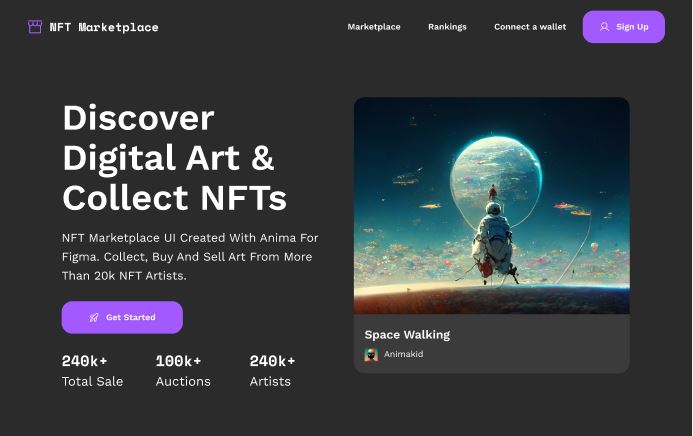 NFT Marketplace
Marketplace
Rankings
Connect a wallet
Sign Up
Discover
Digital Art &
Collect NFTs
NFT Marketplace UI Created With Anima For
Figma. Collect, Buy And Sell Art From More
Than 20k NFT Artists.
Get Started
240k+
Total Sale
100k+
Auctions
240k+
Artists
Space Walking
Animakid